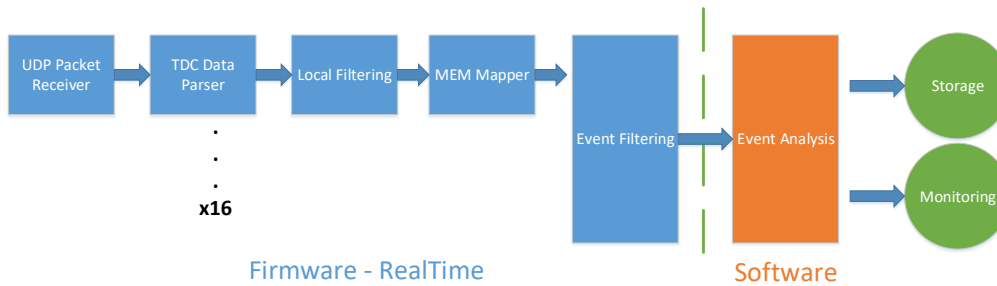 UDP Packet
Receiver
TDC Data
Parser
Local Filtering
MEM Mapper
Event Filtering
Event Analysis
Storage
Monitoring
.
.
.
x16
Firmware - RealTime
Software